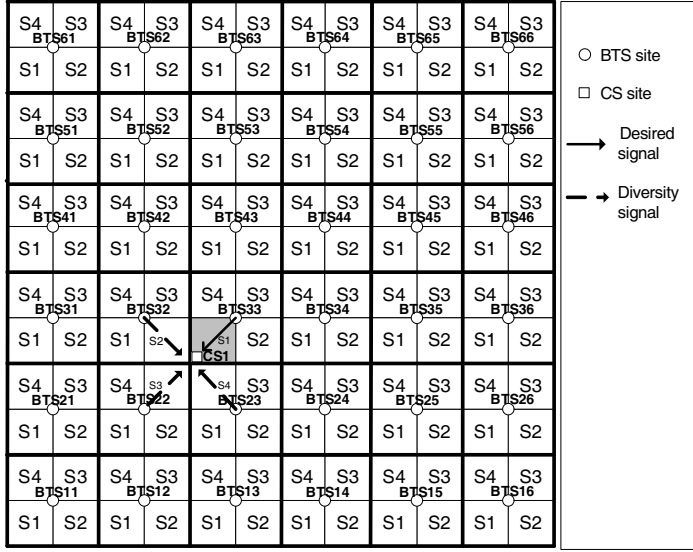 S4 S3 S4 S3 S4 S3 S4 S3 S4 S3 S4 S3
BTS61 BTS62 BTS63 BTS64 BTS65 BTS66
S1 S2 S1 S2 S1 S2 S1 S2 S1 S2 S1 S2
S4 S3 S4 S3 S4 S3 S4 S3 S4 S3 S4 S3
BTS51 BTS52 BTS53 BTS54 BTS55 BTS56
S1 S2 S1 S2 S1 S2 S1 S2 S1 S2 S1 S2
S4 S3 S4 S3 S4 S3 S4 S3 S4 S3 S4 S3
BTS41 BTS42 BTS43 BTS44 BTS45 BTS46
S1 S2 S1 S2 S1 S2 S1 S2 S1 S2 S1 S2
S4 S3 S4 S3 S4 S3 S4 S3 S4 S3 S4 S3
BTS31 BTS32 BTS33 BTS34 BTS35 BTS36
S1 S2 S1 S2 S1 S2 S1 S2 S1 S2 S1 S2
CS1
S4 S3 S4 S3 S4 S3 S4 S3 S4 S3 S4 S3
BTS21 BTS22 BTS23 BTS24 BTS25 BTS26
S1 S2 S1 S2 S1 S2 S1 S2 S1 S2 S1 S2
S4 S3 S4 S3 S4 S3 S4 S3 S4 S3 S4 S3
BTS11 BTS12 BTS13 BTS14 BTS15 BTS16
S1 S2 S1 S2 S1 S2 S1 S2 S1 S2 S1 S2
BTS site
CS site
Desired
signal
Diversity
signal